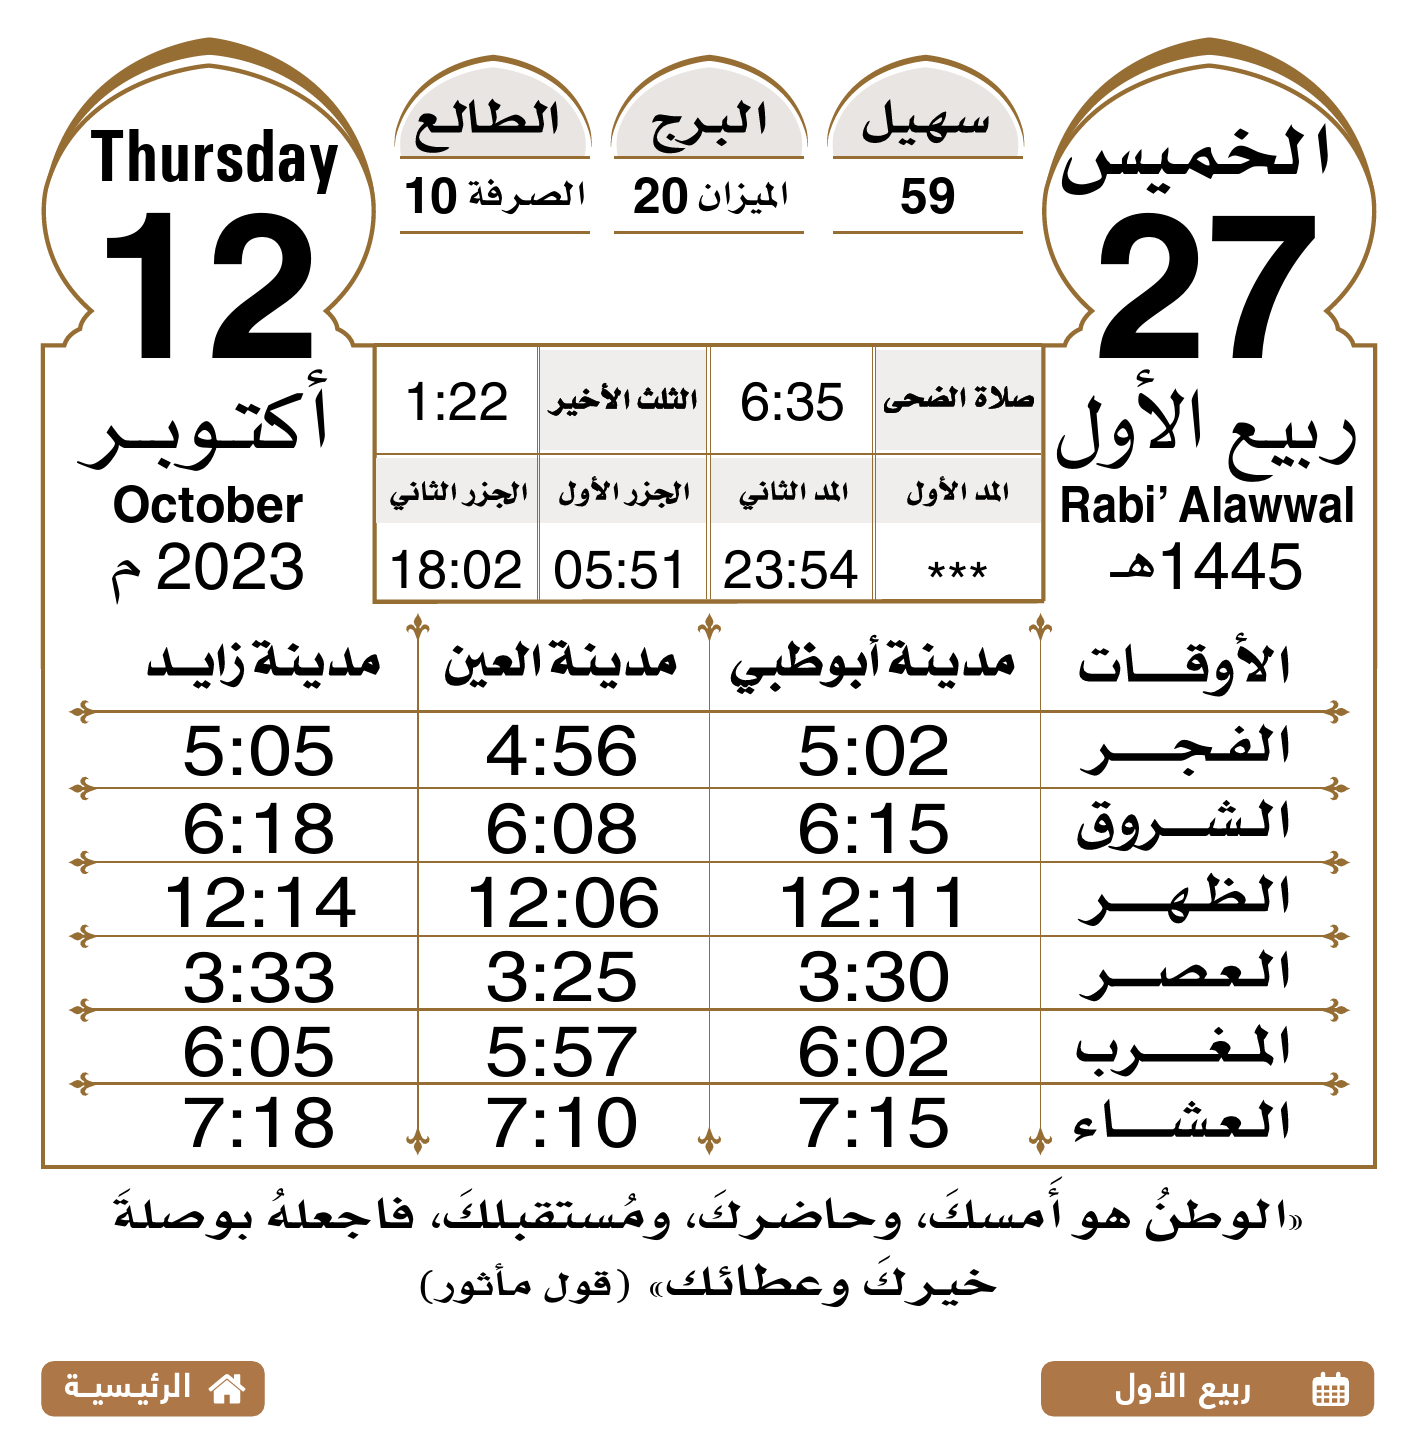 الخميس
27
ربيع الأول
Rabi’ Alawwal
1445هـ
سهيل
59
البرج
الميزان 20
الطالع
الصرفة 10
Thursday
12
أكتوبر
October
2023 م
صلاة الضحى 6:35 الثلث الأخير 1:22
المد الأول المد الثاني الجزر الأول الجزر الثاني
*** 23:54 05:51 18:02
الأوقات مدينة أبوظبي مدينة العين مدينة زايد
الفجر 5:02 4:56 5:05
الشروق 6:15 6:08 6:18
الظهر 12:11 12:06 12:14
العصر 3:30 3:25 3:33
المغرب 6:02 5:57 6:05
العشاء 7:15 7:10 7:18
«الوطنُ هو أَمسكَ، وحاضركَ، ومُستقبلكَ، فاجعلهُ بوصلةَ
خيركَ وعطائك» (قول مأثور)
ربيع الأول
الرئيسية